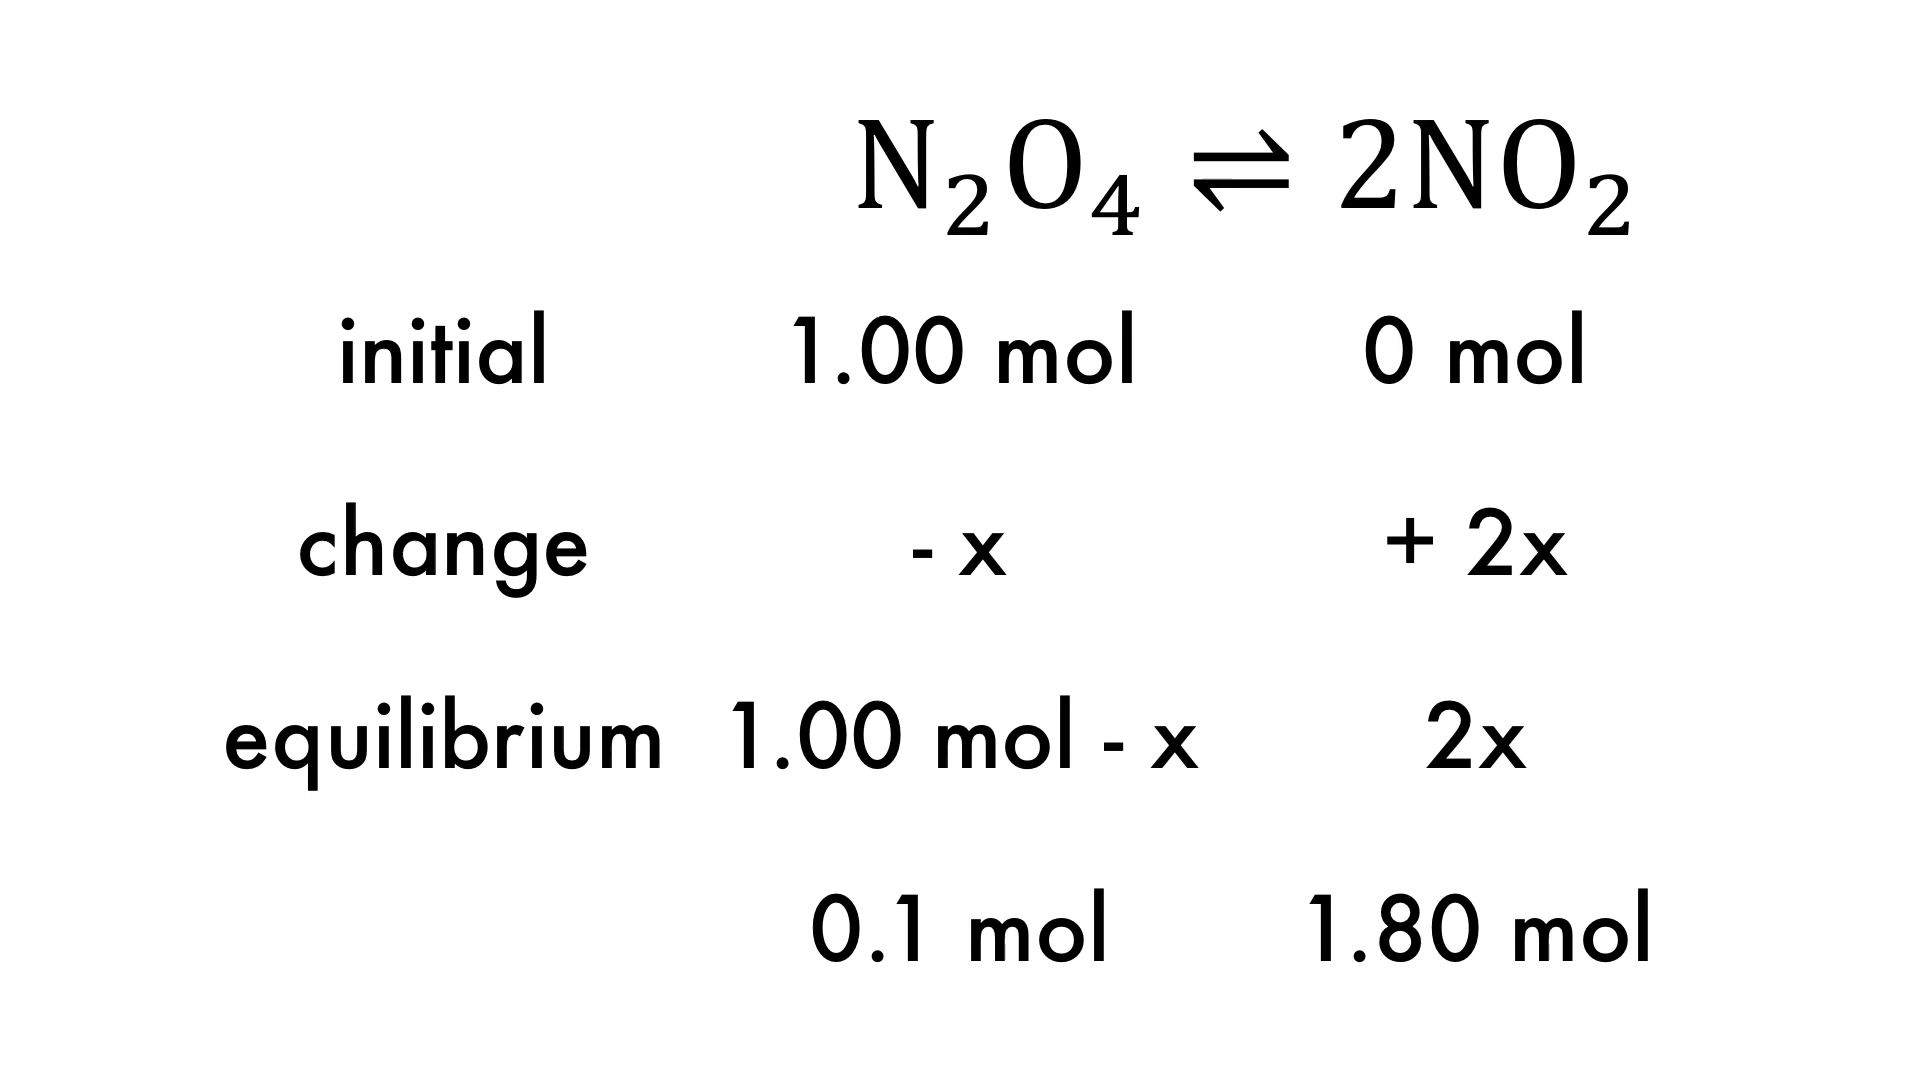 N₂O₄ ⇌ 2NO₂
initial 1.00 mol 0 mol
change - x + 2x
equilibrium 1.00 mol - x 2x
0.1 mol 1.80 mol